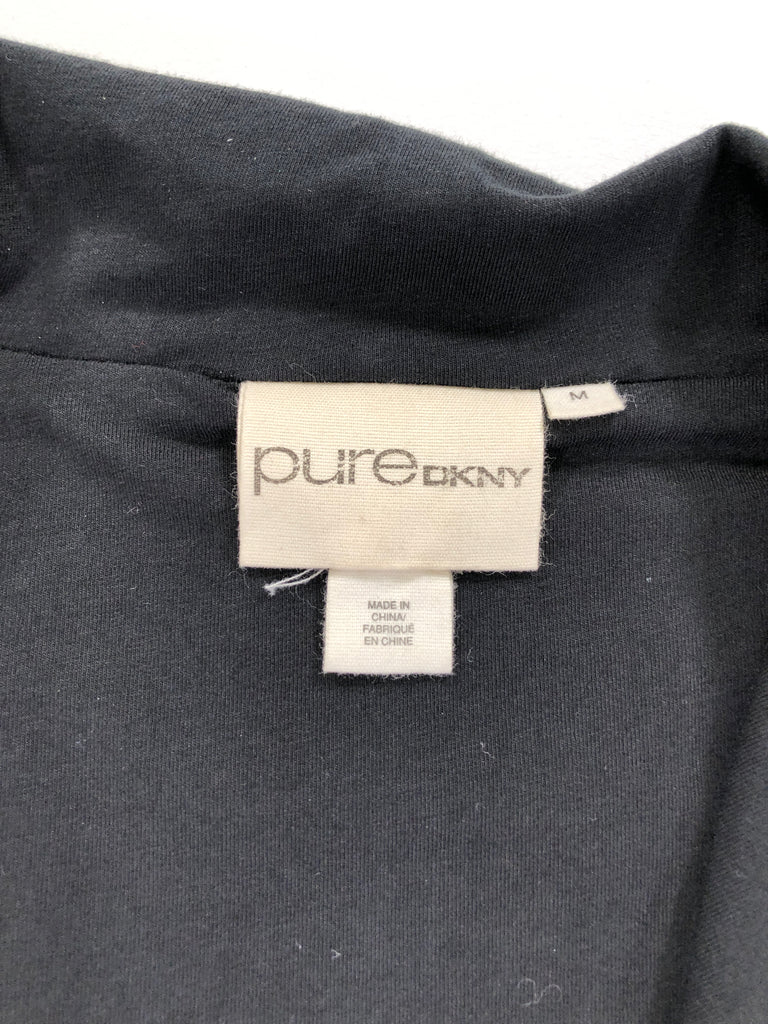 M
pure DKNY
MADE IN
CHINA/
FABRIQUÉ
EN CHINE